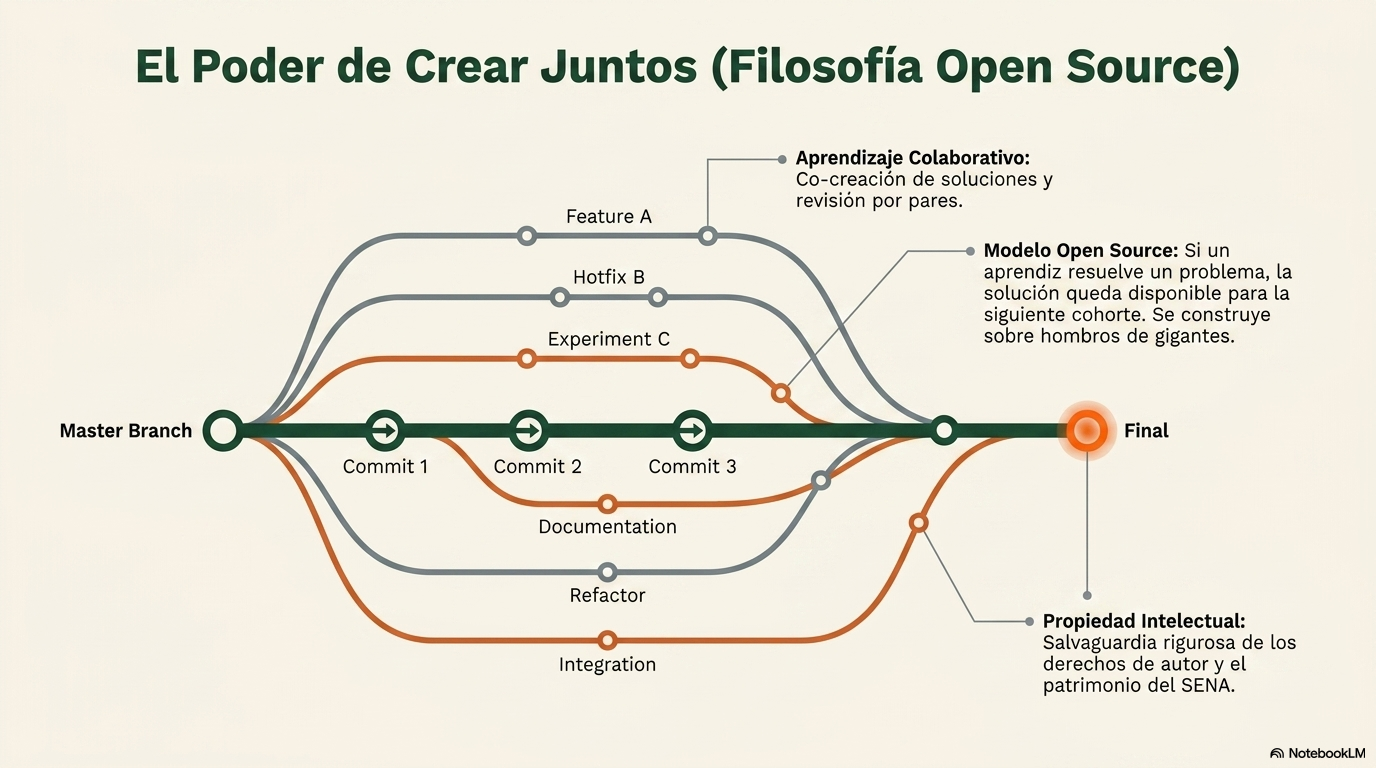 El Poder de Crear Juntos (Filosofía Open Source)
Aprendizaje Colaborativo:
Co-creación de soluciones y
revisión por pares.
Feature A
Modelo Open Source: Si un
aprendiz resuelve un problema, la
solución queda disponible para la
siguiente cohorte. Se construye
sobre hombros de gigantes.
Hotfix B
Experiment C
Master Branch
Final
Commit 1
Commit 2
Commit 3
Documentation
Refactor
Integration
Propiedad Intelectual:
Salvaguardia rigurosa de los
derechos de autor y el
patrimonio del SENA.
NotebookLM